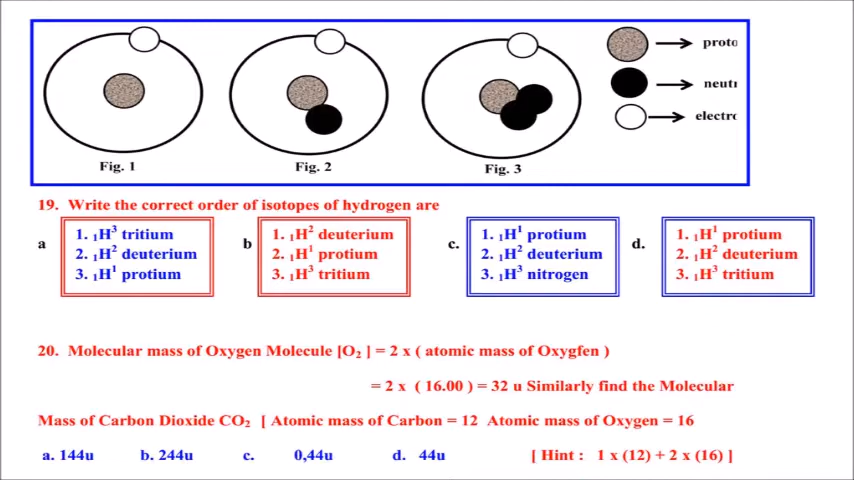 proto
neutr
electro
Fig. 1 Fig. 2 Fig. 3
19. Write the correct order of isotopes of hydrogen are
a
1. ₁H³ tritium
2. ₁H² deuterium
3. ₁H¹ protium
b
1. ₁H² deuterium
2. ₁H¹ protium
3. ₁H³ tritium
c.
1. ₁H¹ protium
2. ₁H² deuterium
3. ₁H³ nitrogen
d.
1. ₁H¹ protium
2. ₁H² deuterium
3. ₁H³ tritium
20. Molecular mass of Oxygen Molecule [O₂ ] = 2 x ( atomic mass of Oxygfen )
= 2 x ( 16.00 ) = 32 u Similarly find the Molecular
Mass of Carbon Dioxide CO₂ [ Atomic mass of Carbon = 12 Atomic mass of Oxygen = 16
a. 144u b. 244u c. 0,44u d. 44u [ Hint : 1 x (12) + 2 x (16) ]